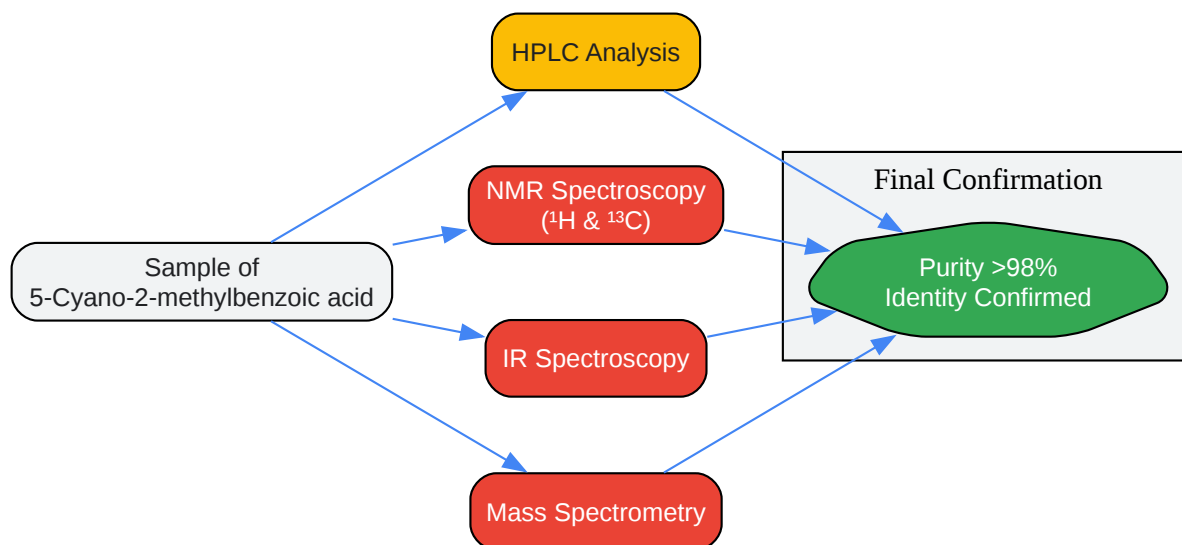 HPLC Analysis
NMR Spectroscopy
(¹H & ¹³C)
Final Confirmation
Sample of
5-Cyano-2-methylbenzoic acid
Purity >98%
Identity Confirmed
IR Spectroscopy
Mass Spectrometry